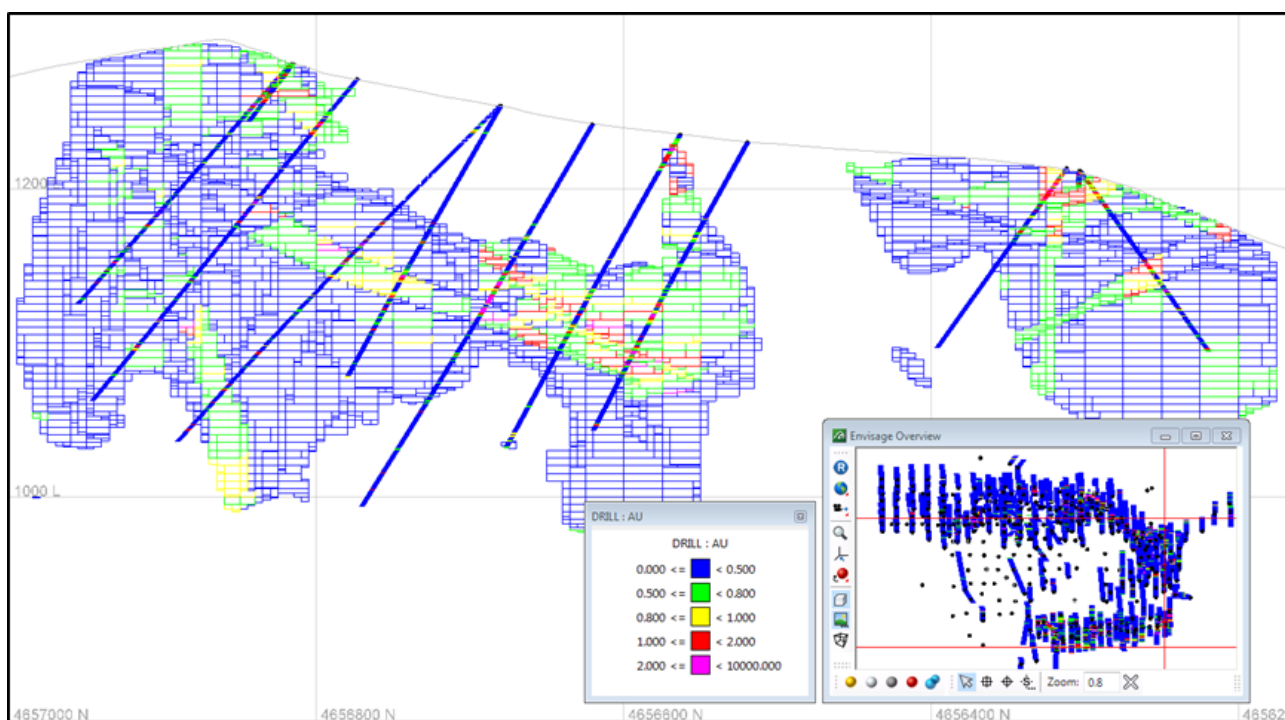 1200 L
1000 L
4657000 N
4656800 N
4656600 N
4656400 N
46562
DRILL : AU
DRILL : AU
0.000 <= < 0.500
0.500 <= < 0.800
0.800 <= < 1.000
1.000 <= < 2.000
2.000 <= < 10000.000
Envisage Overview
R
Zoom: 0.8